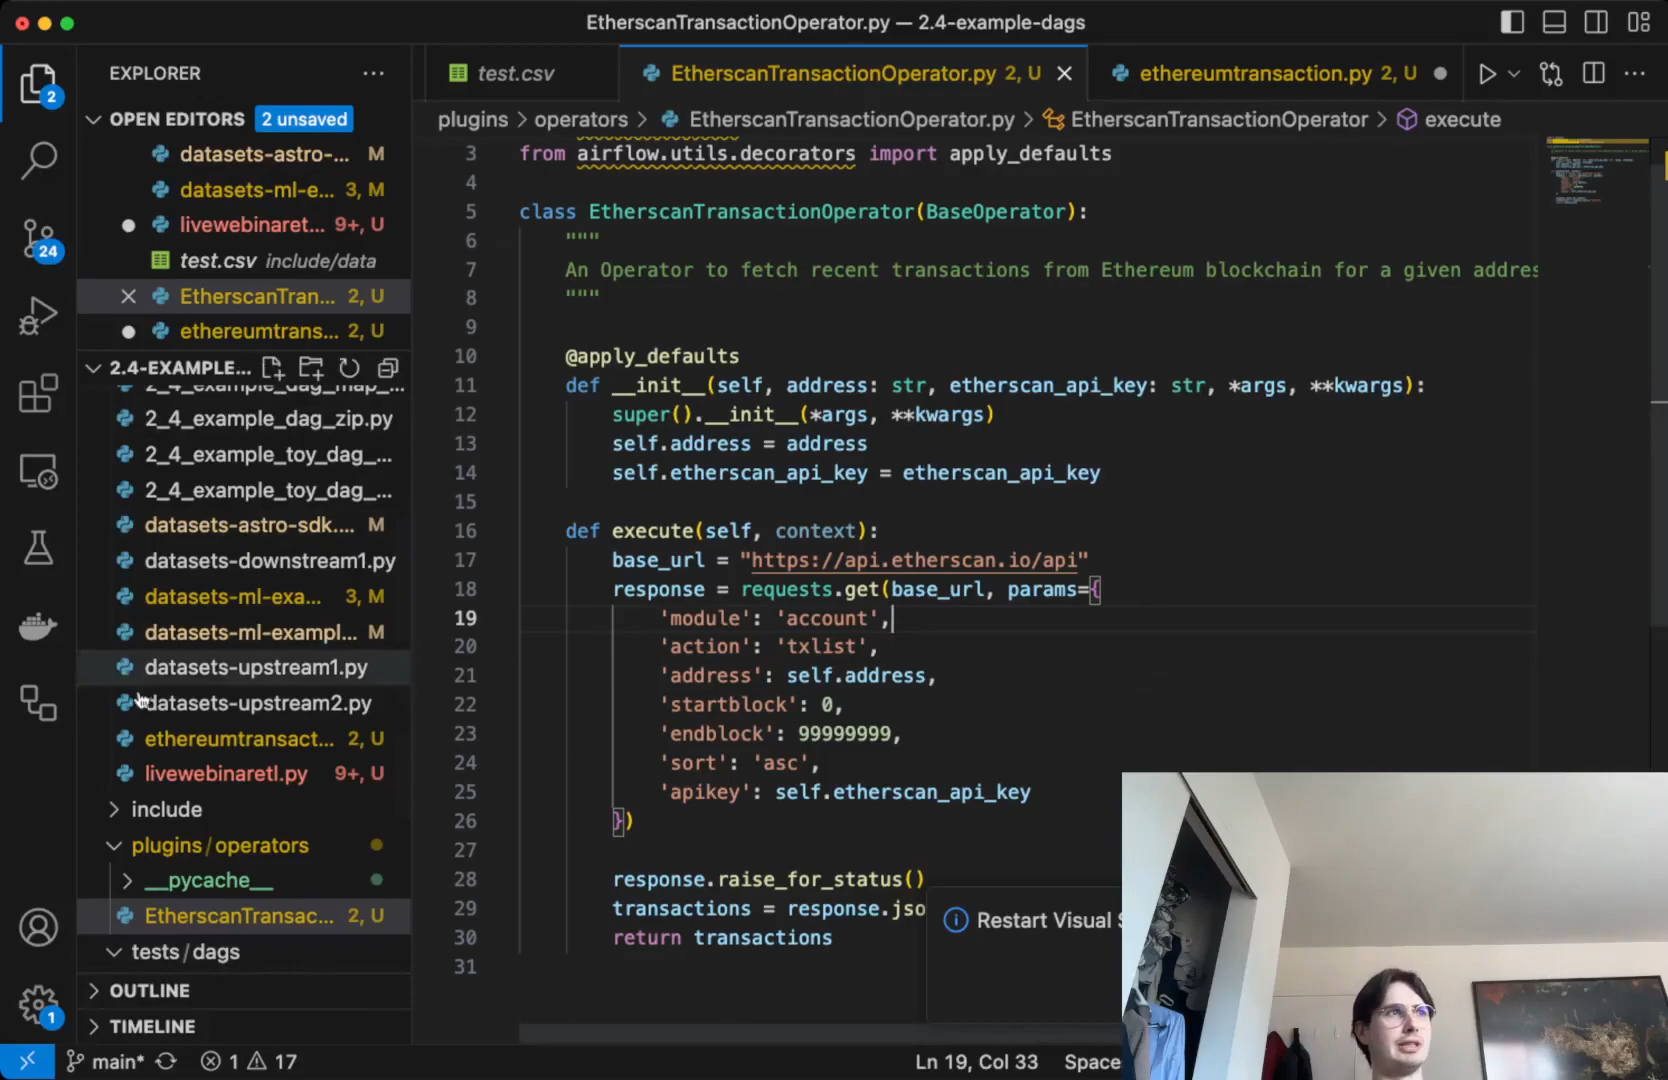 EtherscanTransactionOperator.py — 2.4-example-dags
EXPLORER
OPEN EDITORS 2 unsaved
datasets-astro-... M
datasets-ml-e... 3, M
livewebinaret... 9+, U
test.csv include/data
EtherscanTran... 2, U
ethereumtrans... 2, U
2.4-EXAMPLE...
2_4_example_dag_map_...
2_4_example_dag_zip.py
2_4_example_toy_dag_...
2_4_example_toy_dag_...
datasets-astro-sdk.... M
datasets-downstream1.py
datasets-ml-exa... 3, M
datasets-ml-exampl... M
datasets-upstream1.py
datasets-upstream2.py
ethereumtransact... 2, U
livewebinaretl.py 9+, U
include
plugins/operators
__pycache__
EtherscanTransac... 2, U
tests/dags
OUTLINE
TIMELINE
2
24
1
test.csv
EtherscanTransactionOperator.py 2, U
ethereumtransaction.py 2, U
plugins > operators > EtherscanTransactionOperator.py > EtherscanTransactionOperator > execute
3 from airflow.utils.decorators import apply_defaults
4
5 class EtherscanTransactionOperator(BaseOperator):
6 """
7 An Operator to fetch recent transactions from Ethereum blockchain for a given addres
8 """
9
10 @apply_defaults
11 def __init__(self, address: str, etherscan_api_key: str, *args, **kwargs):
12 super().__init__(*args, **kwargs)
13 self.address = address
14 self.etherscan_api_key = etherscan_api_key
15
16 def execute(self, context):
17 base_url = "https://api.etherscan.io/api"
18 response = requests.get(base_url, params={
19 'module': 'account',
20 'action': 'txlist',
21 'address': self.address,
22 'startblock': 0,
23 'endblock': 99999999,
24 'sort': 'asc',
25 'apikey': self.etherscan_api_key
26 })
27
28 response.raise_for_status()
29 transactions = response.jso
30 return transactions
31
Restart Visual S
main* 1 17
Ln 19, Col 33 Space